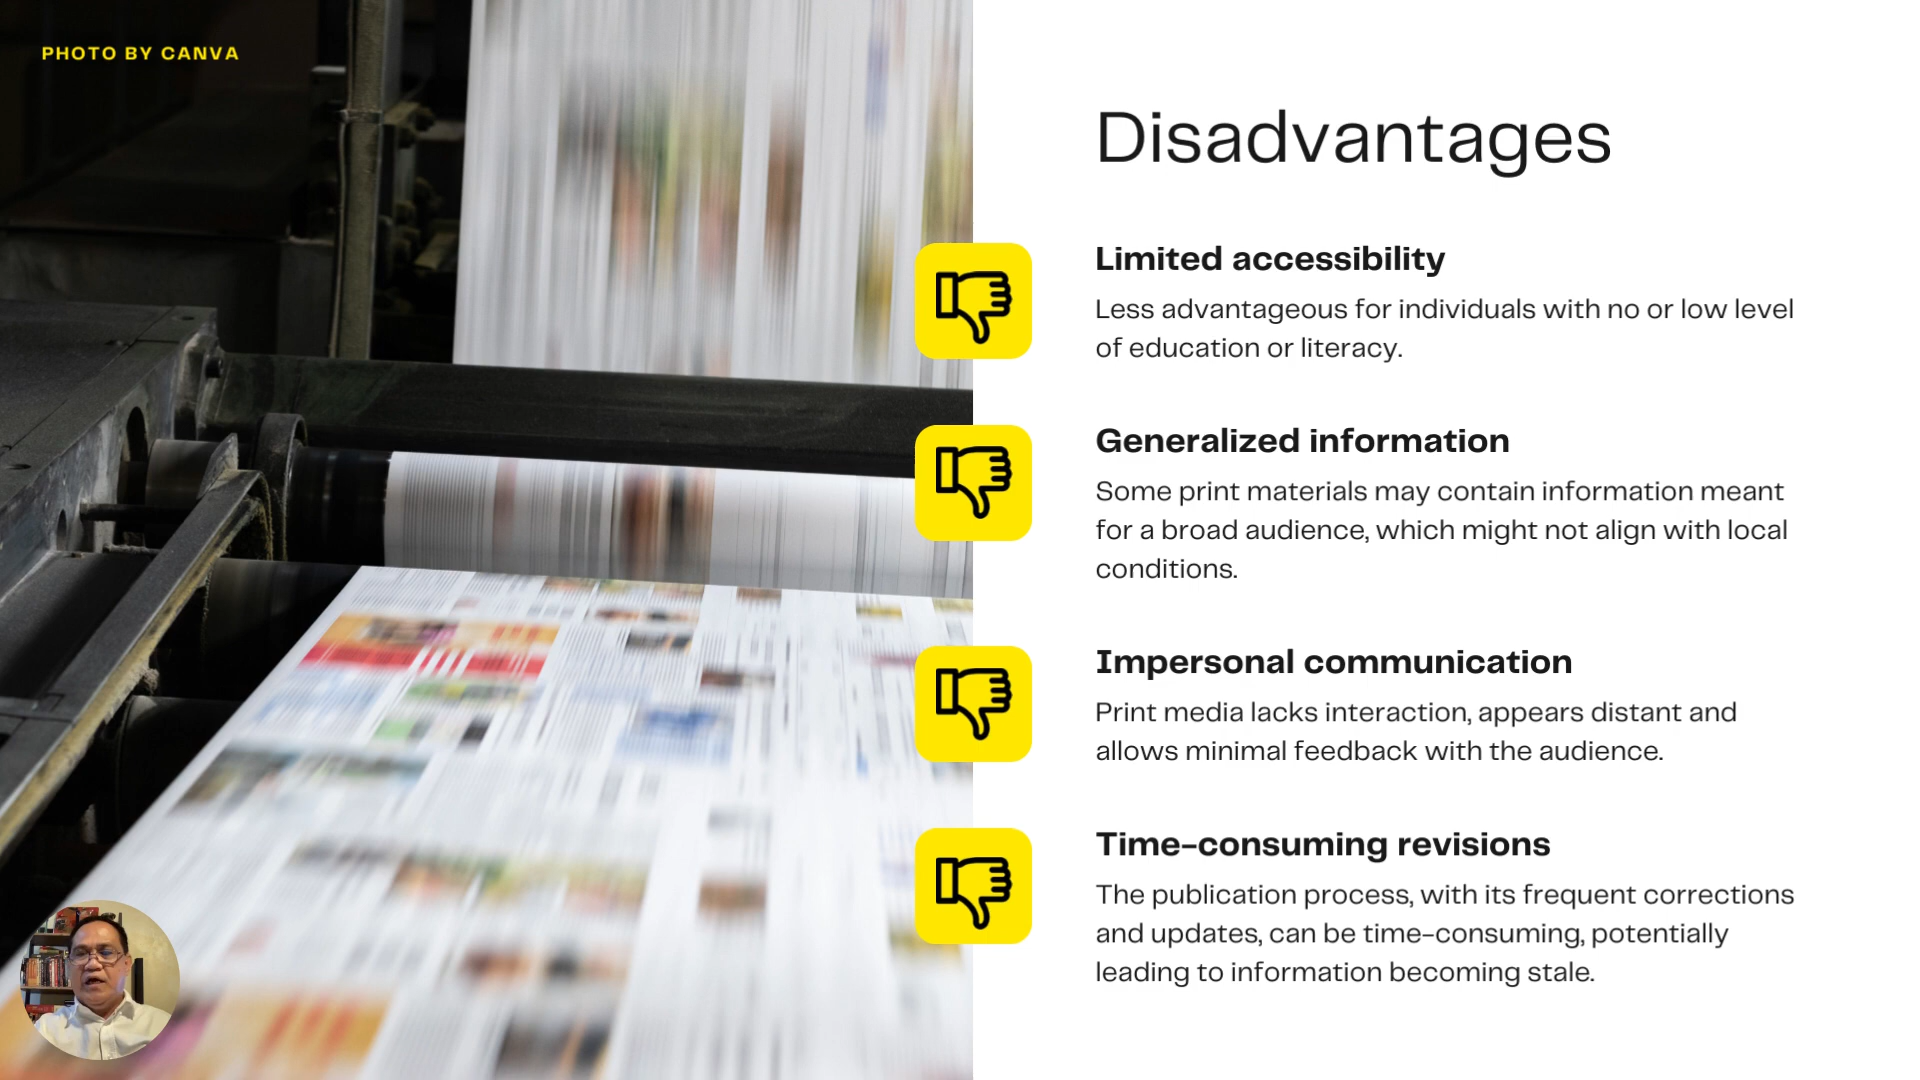 PHOTO BY CANVA
Disadvantages
Limited accessibility
Less advantageous for individuals with no or low level
of education or literacy.
Generalized information
Some print materials may contain information meant
for a broad audience, which might not align with local
conditions.
Impersonal communication
Print media lacks interaction, appears distant and
allows minimal feedback with the audience.
Time-consuming revisions
The publication process, with its frequent corrections
and updates, can be time-consuming, potentially
leading to information becoming stale.